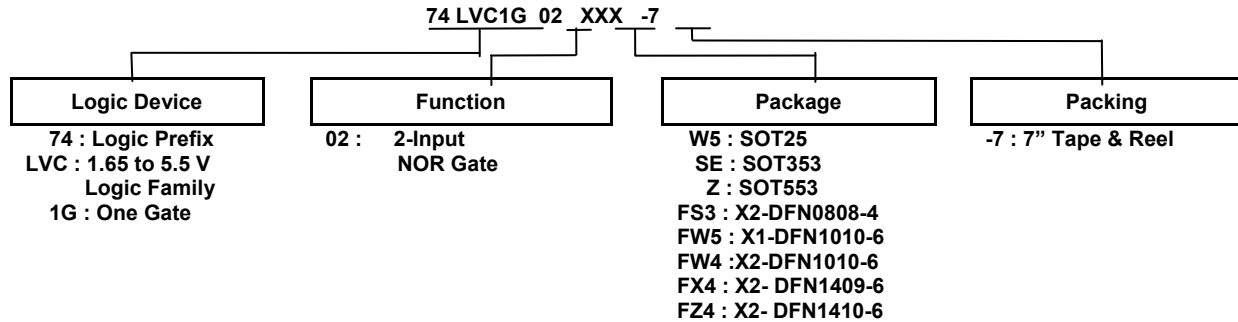 74 LVC1G 02 XXX -7
Logic Device
74 : Logic Prefix
LVC : 1.65 to 5.5 V
Logic Family
1G : One Gate
Function
02 : 2-Input
NOR Gate
Package
W5 : SOT25
SE : SOT353
Z : SOT553
FS3 : X2-DFN0808-4
FW5 : X1-DFN1010-6
FW4 :X2-DFN1010-6
FX4 : X2- DFN1409-6
FZ4 : X2- DFN1410-6
Packing
-7 : 7” Tape & Reel